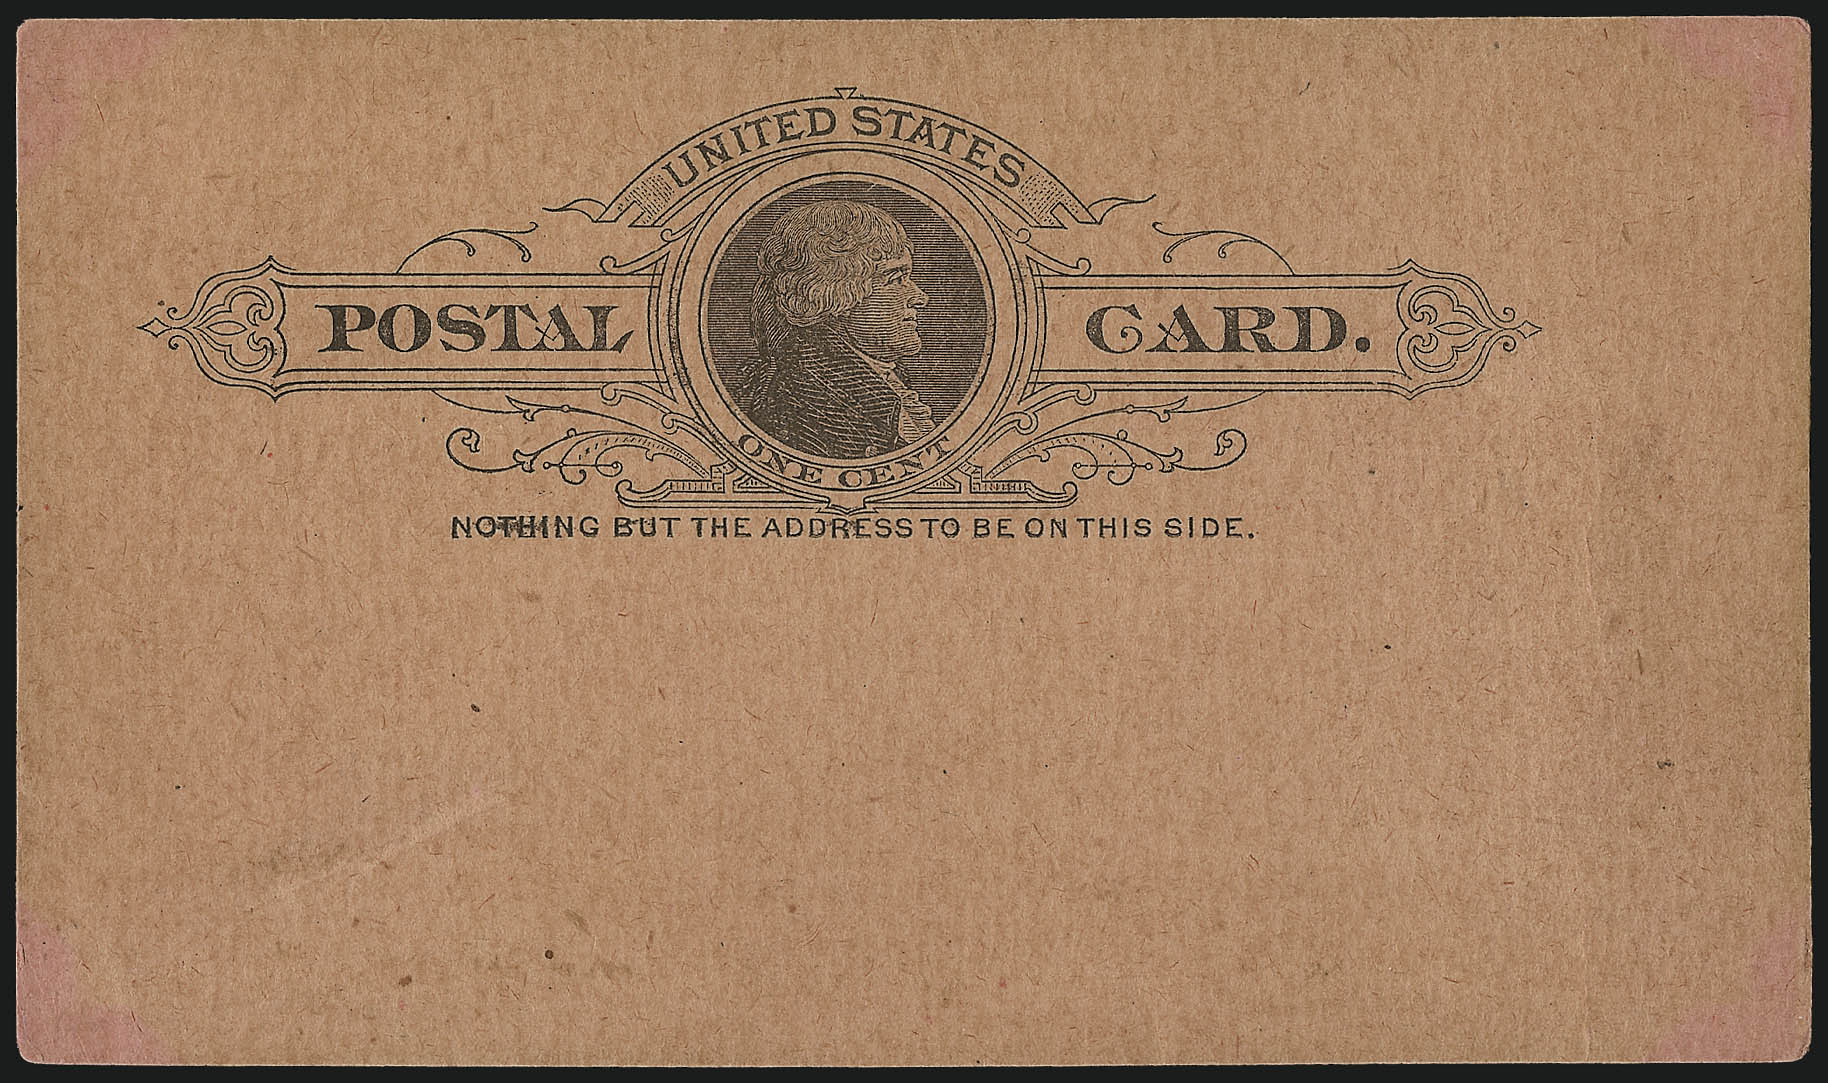 UNITED STATES
POSTAL CARD.
ONE CENT
NOTHING BUT THE ADDRESS TO BE ON THIS SIDE.